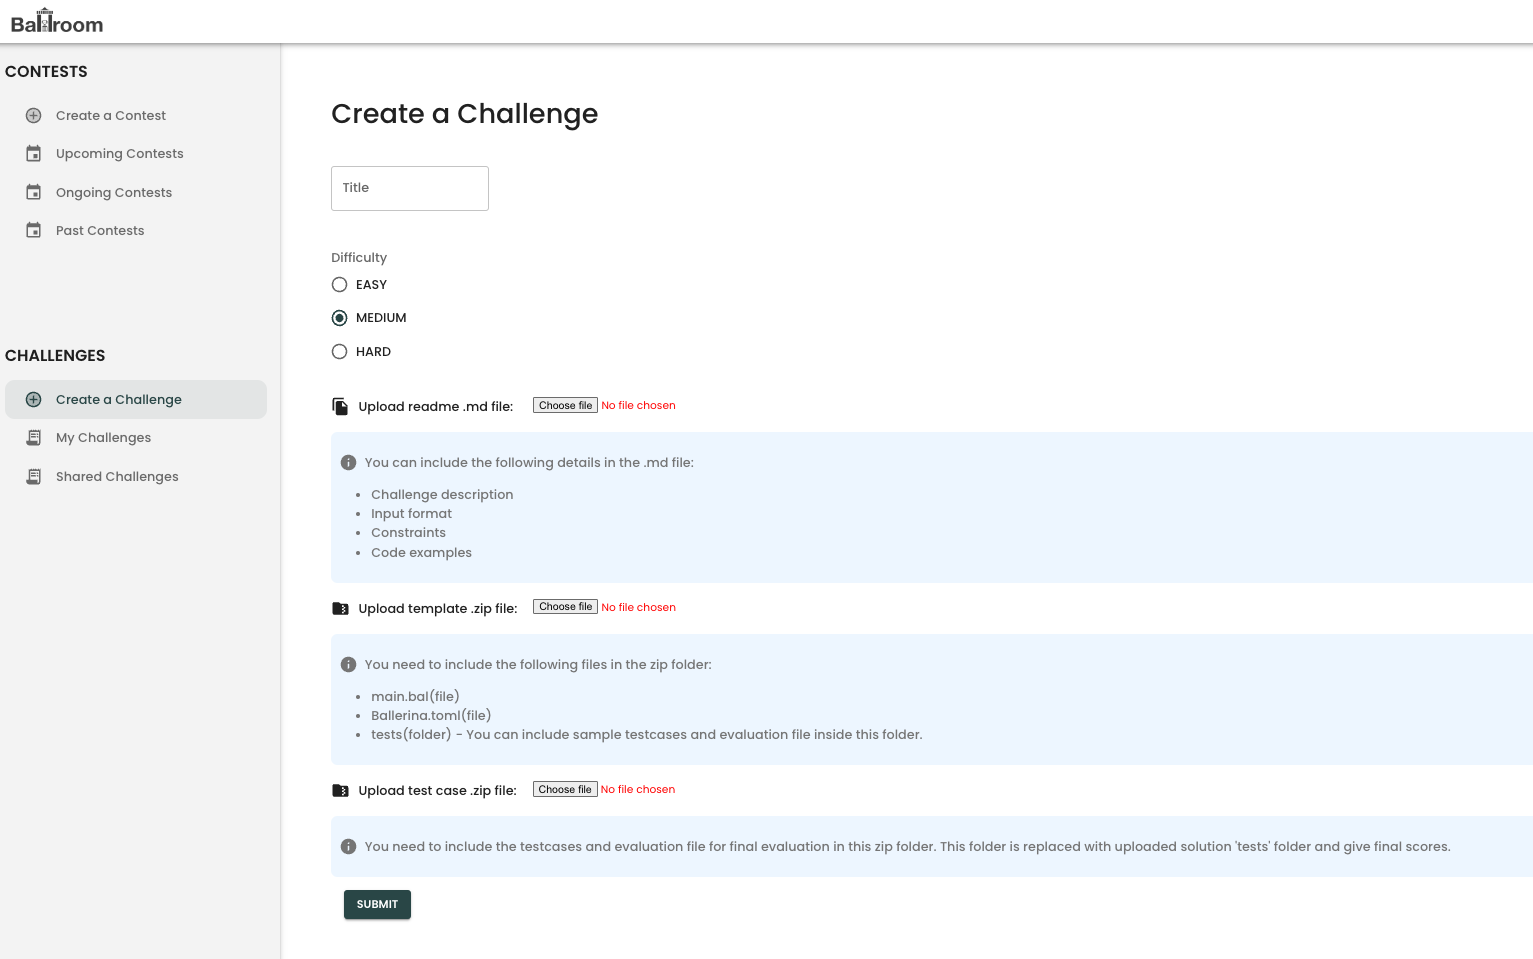 Ballroom
CONTESTS
Create a Contest
Upcoming Contests
Ongoing Contests
Past Contests
CHALLENGES
Create a Challenge
My Challenges
Shared Challenges
Create a Challenge
Title
Difficulty
EASY
MEDIUM
HARD
Upload readme .md file: Choose file No file chosen
You can include the following details in the .md file:
• Challenge description
• Input format
• Constraints
• Code examples
Upload template .zip file: Choose file No file chosen
You need to include the following files in the zip folder:
• main.bal(file)
• Ballerina.toml(file)
• tests(folder) - You can include sample testcases and evaluation file inside this folder.
Upload test case .zip file: Choose file No file chosen
You need to include the testcases and evaluation file for final evaluation in this zip folder. This folder is replaced with uploaded solution 'tests' folder and give final scores.
SUBMIT